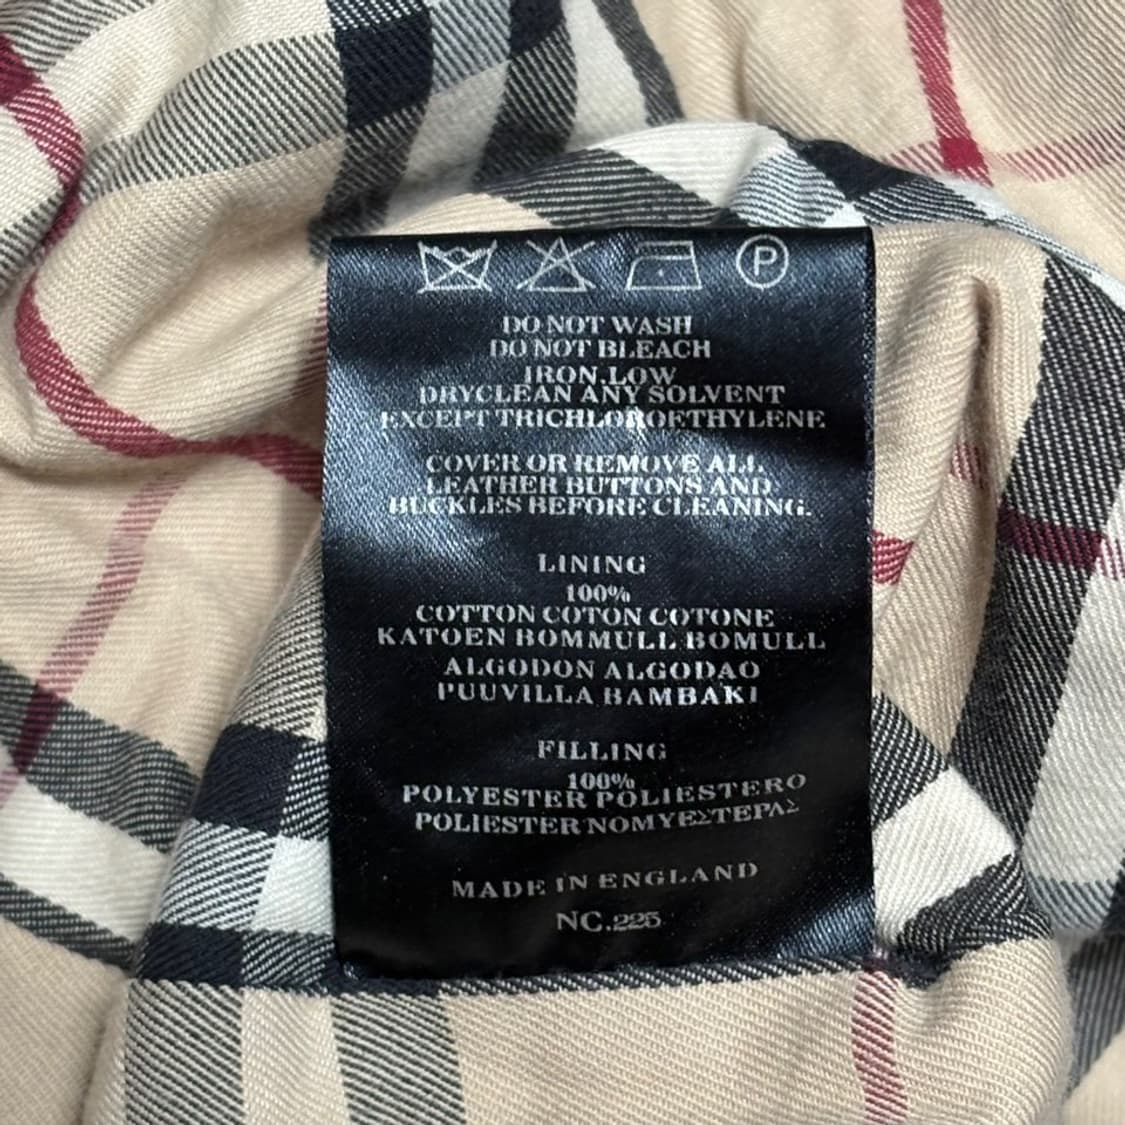 P
DO NOT WASH
DO NOT BLEACH
IRON LOW
DRYCLEAN ANY SOLVENT
EXCEPT TRICHLOROETHYLENE
COVER OR REMOVE ALL
LEATHER BUTTONS AND
BUCKLES BEFORE CLEANING.
LINING
100%
COTTON COTON COTONE
KATOEN BOMMULL BOMULL
ALGODON ALGODAO
PUUVILLA BAMBAKI
FILLING
100%
POLYESTER POLIESTERO
POLIESTER ΝΟΜΥΕΣΤΕΡΑΣ
MADE IN ENGLAND
NC.225